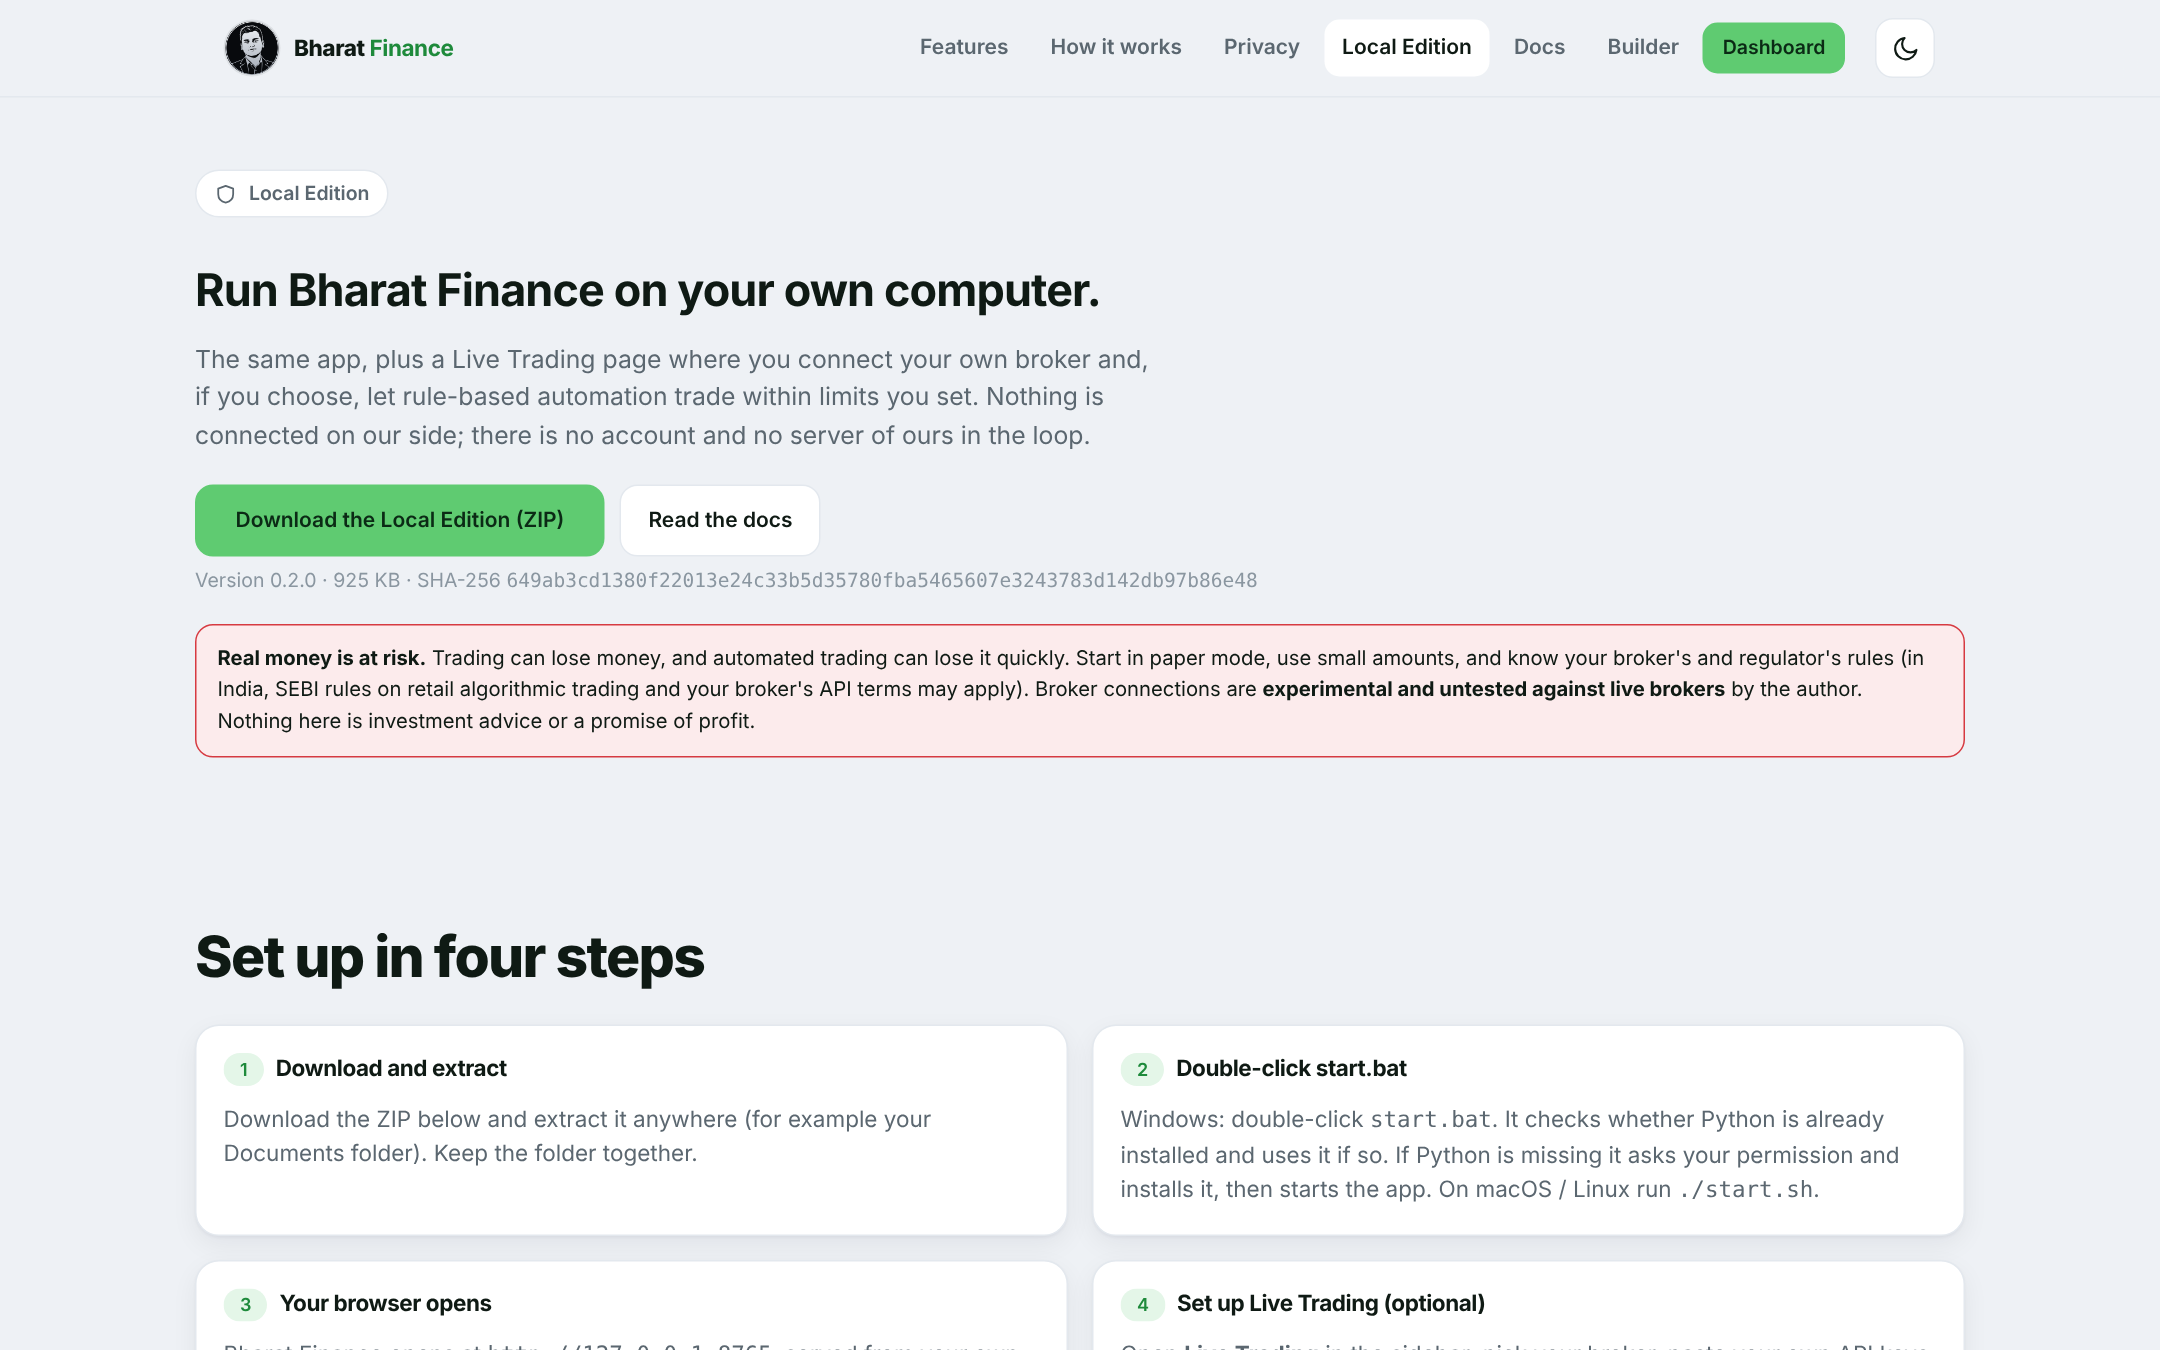 Bharat Finance
Features
How it works
Privacy
Local Edition
Docs
Builder
Dashboard
Local Edition
Run Bharat Finance on your own computer.
The same app, plus a Live Trading page where you connect your own broker and,
if you choose, let rule-based automation trade within limits you set. Nothing is
connected on our side; there is no account and no server of ours in the loop.
Download the Local Edition (ZIP)
Read the docs
Version 0.2.0 · 925 KB · SHA-256 649ab3cd1380f22013e24c33b5d35780fba5465607e3243783d142db97b86e48
Real money is at risk. Trading can lose money, and automated trading can lose it quickly. Start in paper mode, use small amounts, and know your broker's and regulator's rules (in
India, SEBI rules on retail algorithmic trading and your broker's API terms may apply). Broker connections are experimental and untested against live brokers by the author.
Nothing here is investment advice or a promise of profit.
Set up in four steps
1 Download and extract
Download the ZIP below and extract it anywhere (for example your
Documents folder). Keep the folder together.
2 Double-click start.bat
Windows: double-click start.bat. It checks whether Python is already
installed and uses it if so. If Python is missing it asks your permission and
installs it, then starts the app. On macOS / Linux run ./start.sh.
3 Your browser opens
4 Set up Live Trading (optional)